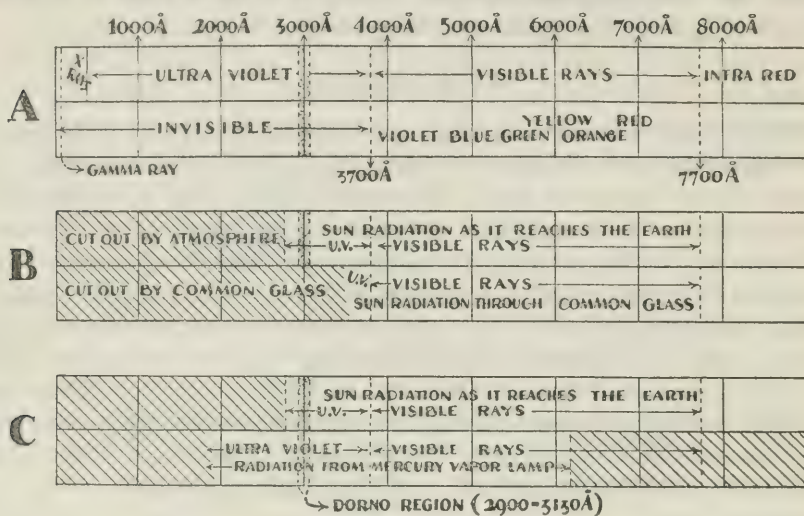 1000Å 2000Å 3000Å 4000Å 5000Å 6000Å 7000Å 8000Å
A
X RAY ULTRA VIOLET VISIBLE RAYS INTRA RED
INVISIBLE
YELLOW RED
VIOLET BLUE GREEN ORANGE
GAMMA RAY 3700Å 7700Å
B
CUT OUT BY ATMOSPHERE
SUN RADIATION AS IT REACHES THE EARTH
U.V. VISIBLE RAYS
CUT OUT BY COMMON GLASS
U.V. VISIBLE RAYS
SUN RADIATION THROUGH COMMON GLASS
C
SUN RADIATION AS IT REACHES THE EARTH
U.V. VISIBLE RAYS
ULTRA VIOLET VISIBLE RAYS
RADIATION FROM MERCURY VAPOR LAMP
DORNO REGION (2900=3130Å)